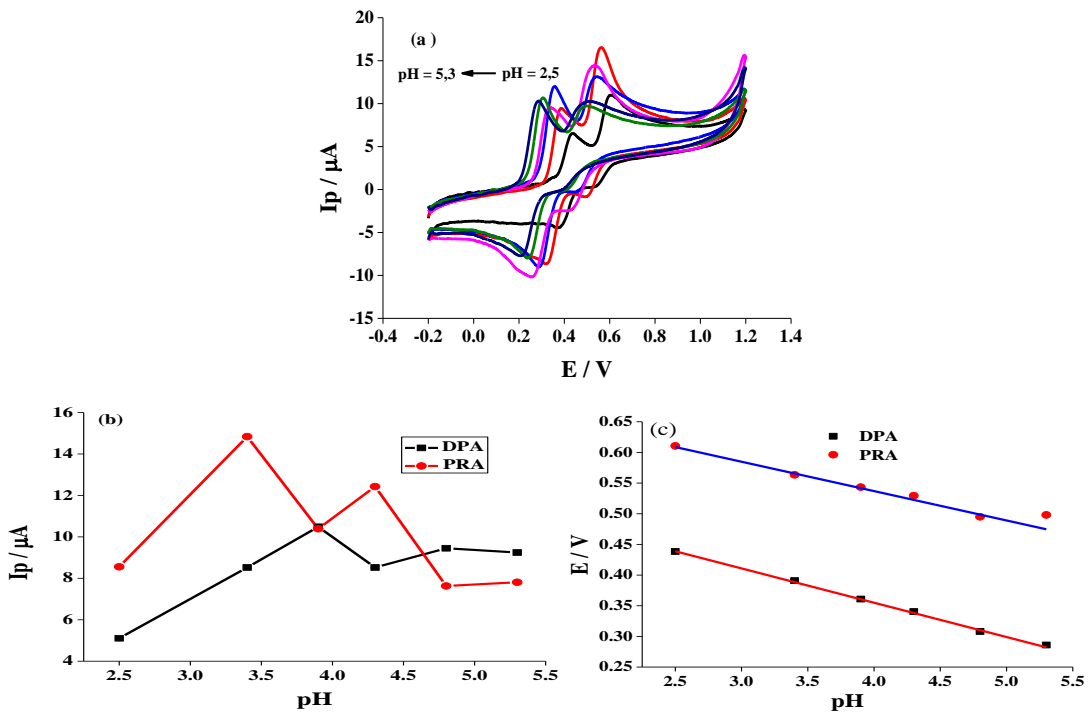 (a )
pH = 5,3 pH = 2,5
20
15
10
5
0
-5
-10
-15
Ip / µA
-0.4 -0.2 0.0 0.2 0.4 0.6 0.8 1.0 1.2 1.4
E / V
(b)
DPA
PRA
16
14
12
10
8
6
4
Ip / µA
2.5 3.0 3.5 4.0 4.5 5.0 5.5
pH
(c)
DPA
PRA
0.65
0.60
0.55
0.50
0.45
0.40
0.35
0.30
0.25
E / V
2.5 3.0 3.5 4.0 4.5 5.0 5.5
pH